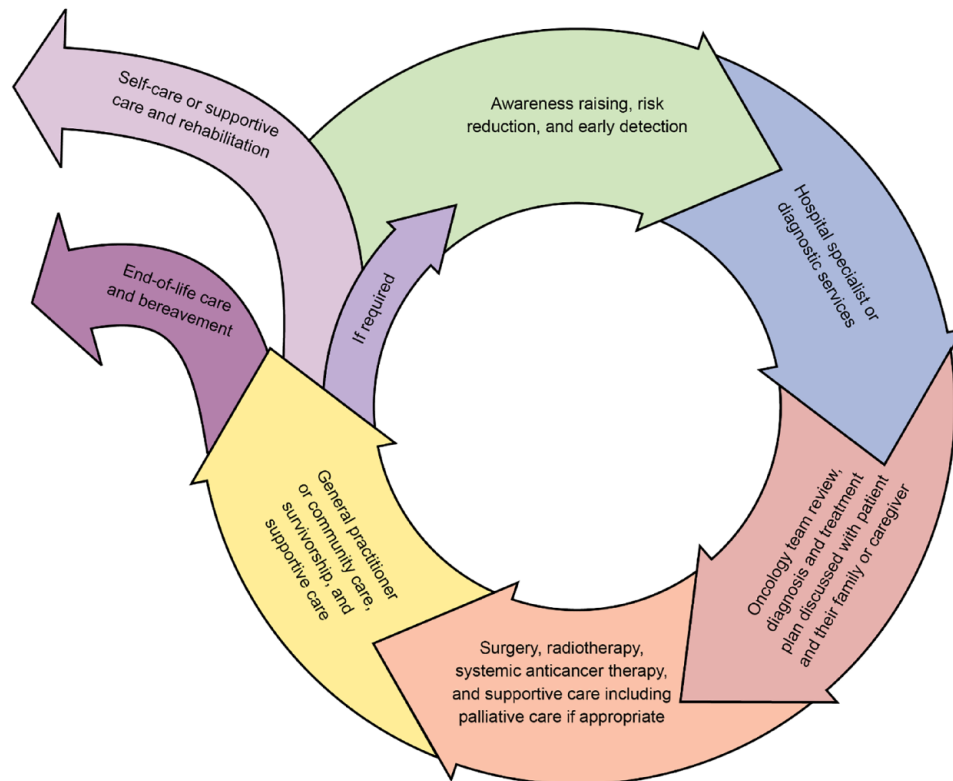 Self-care or supportive
care and rehabilitation
Awareness raising, risk
reduction, and early detection
Hospital specialist or
diagnostic services
End-of-life care
and bereavement
If required
Oncology team review,
diagnosis and treatment
plan discussed with patient
and their family or caregiver
General practitioner
or community care,
survivorship, and
supportive care
Surgery, radiotherapy,
systemic anticancer therapy,
and supportive care including
palliative care if appropriate